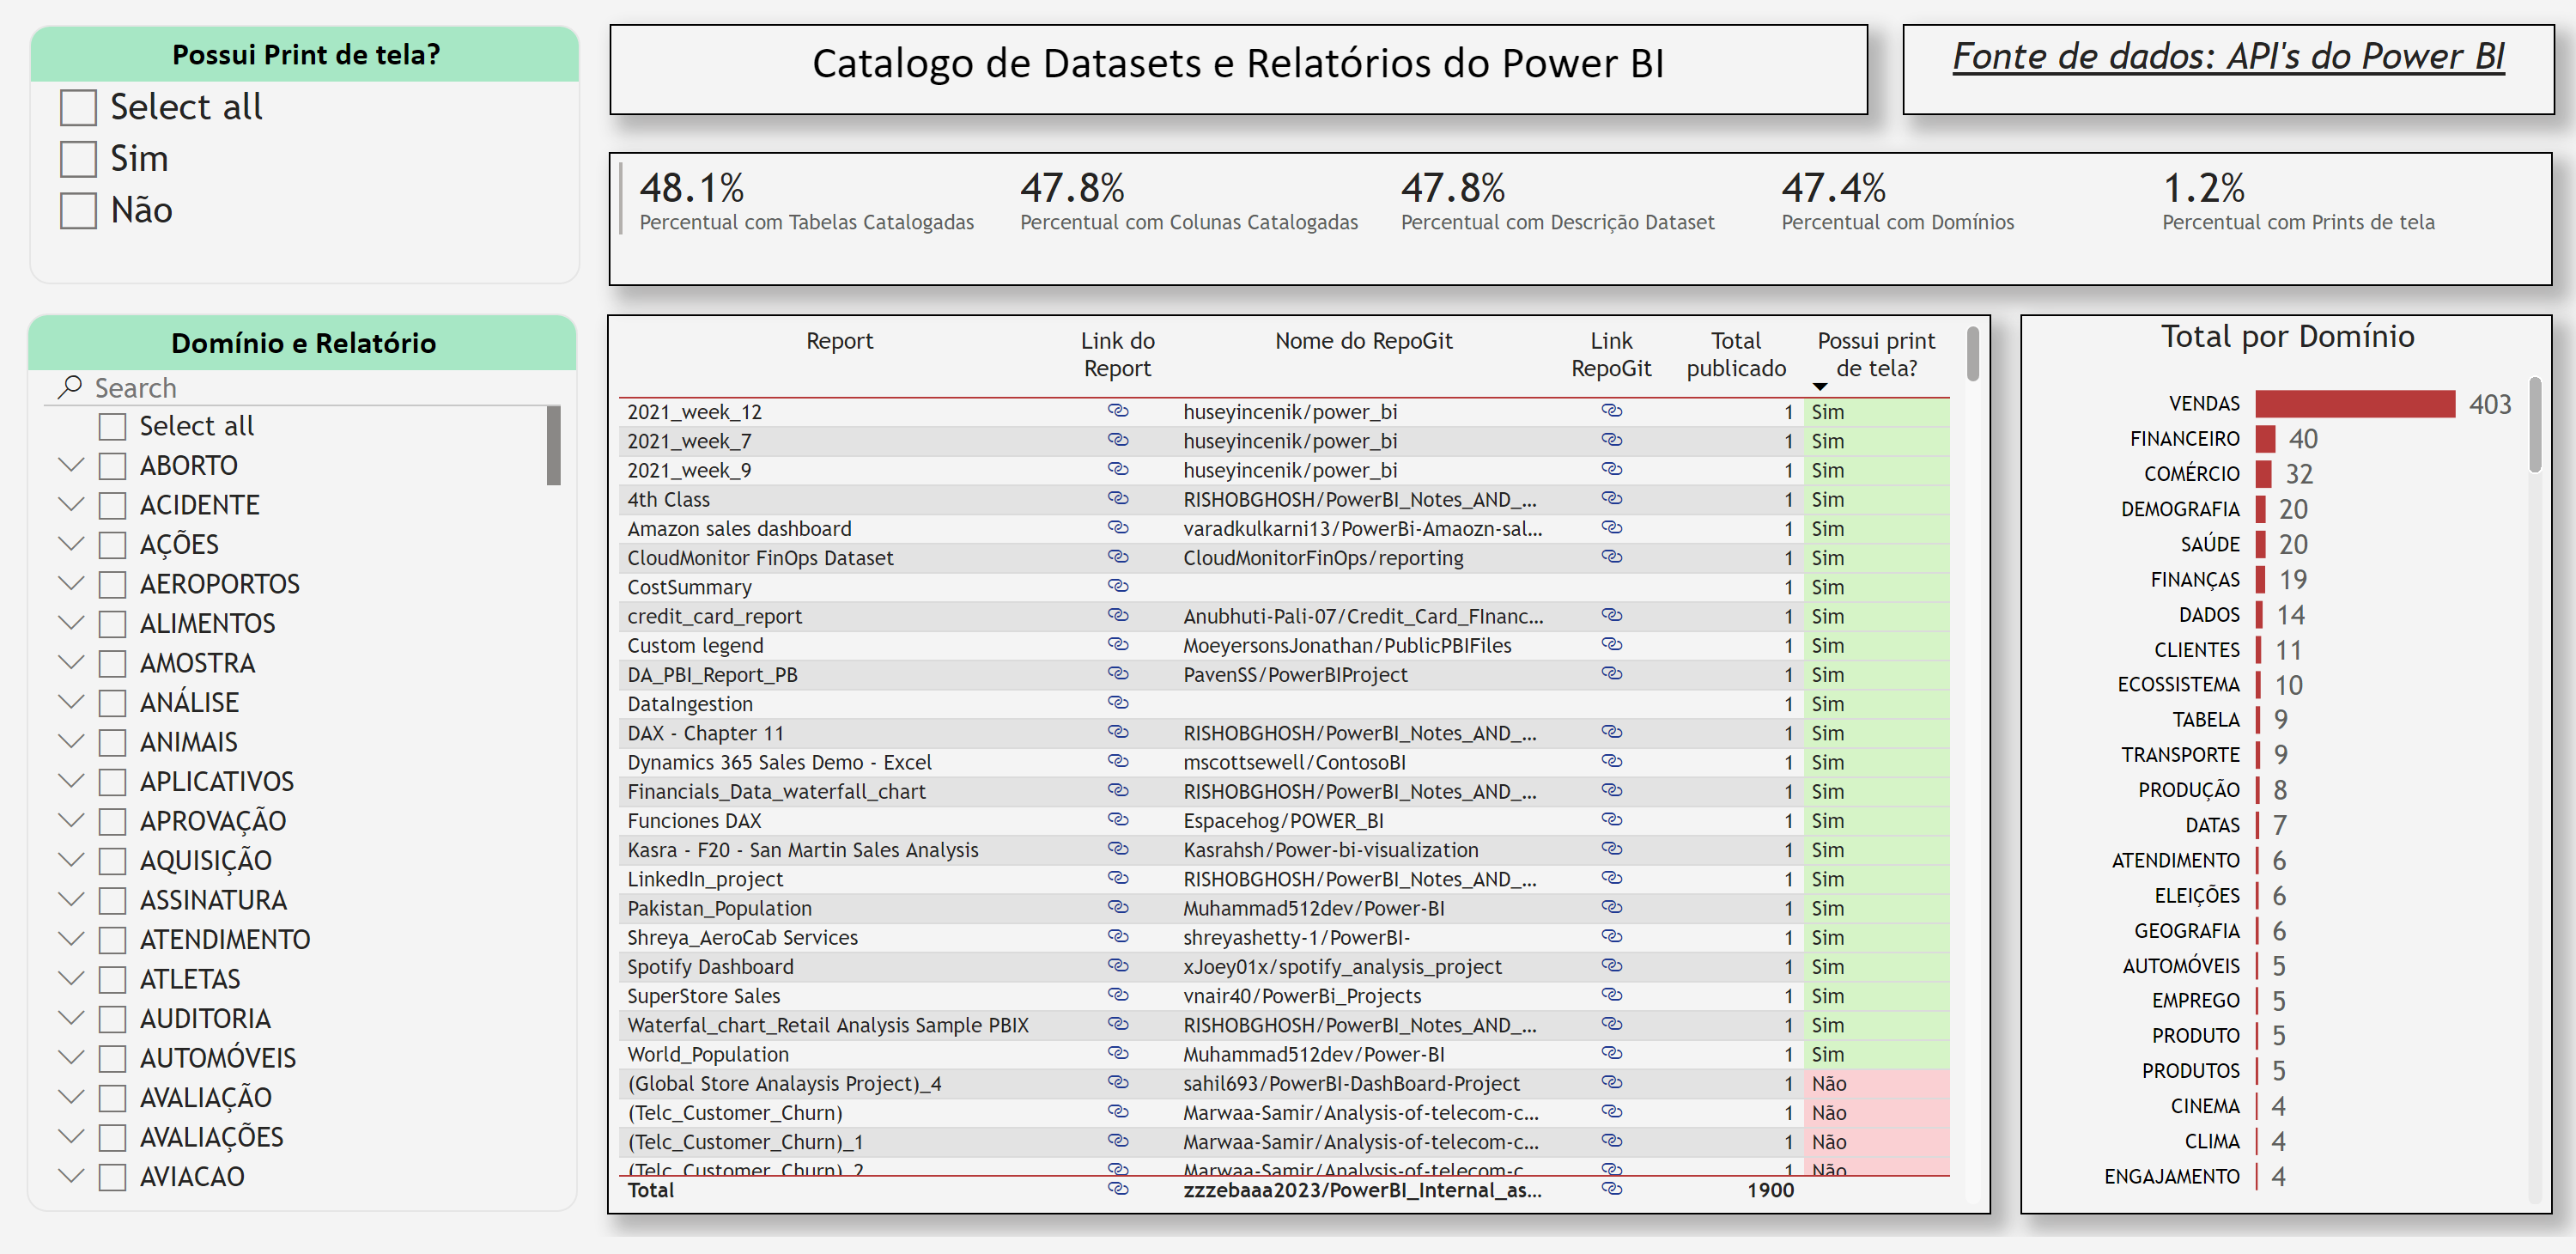 Possui Print de tela?
Select all
Sim
Não
Catalogo de Datasets e Relatórios do Power BI
Fonte de dados: API's do Power BI
48.1%
Percentual com Tabelas Catalogadas
47.8%
Percentual com Colunas Catalogadas
47.8%
Percentual com Descrição Dataset
47.4%
Percentual com Domínios
1.2%
Percentual com Prints de tela
Domínio e Relatório
Search
Select all
ABORTO
ACIDENTE
AÇÕES
AEROPORTOS
ALIMENTOS
AMOSTRA
ANÁLISE
ANIMAIS
APLICATIVOS
APROVAÇÃO
AQUISIÇÃO
ASSINATURA
ATENDIMENTO
ATLETAS
AUDITORIA
AUTOMÓVEIS
AVALIAÇÃO
AVALIAÇÕES
AVIACAO
Report Link do Report Nome do RepoGit Link RepoGit Total publicado Possui print de tela?
2021_week_12 huseyincenik/power_bi 1 Sim
2021_week_7 huseyincenik/power_bi 1 Sim
2021_week_9 huseyincenik/power_bi 1 Sim
4th Class RISHOBGHOSH/PowerBI_Notes_AND_... 1 Sim
Amazon sales dashboard varadkulkarni13/PowerBi-Amaozn-sal... 1 Sim
CloudMonitor FinOps Dataset CloudMonitorFinOps/reporting 1 Sim
CostSummary 1 Sim
credit_card_report Anubhuti-Pali-07/Credit_Card_FInanc... 1 Sim
Custom legend MoeyersonsJonathan/PublicPBIFiles 1 Sim
DA_PBI_Report_PB PavenSS/PowerBIProject 1 Sim
DataIngestion 1 Sim
DAX - Chapter 11 RISHOBGHOSH/PowerBI_Notes_AND_... 1 Sim
Dynamics 365 Sales Demo - Excel mscottsewell/ContosoBI 1 Sim
Financials_Data_waterfall_chart RISHOBGHOSH/PowerBI_Notes_AND_... 1 Sim
Funciones DAX Espacehog/POWER_BI 1 Sim
Kasra - F20 - San Martin Sales Analysis Kasrahsh/Power-bi-visualization 1 Sim
LinkedIn_project RISHOBGHOSH/PowerBI_Notes_AND_... 1 Sim
Pakistan_Population Muhammad512dev/Power-BI 1 Sim
Shreya_AeroCab Services shreyashetty-1/PowerBI- 1 Sim
Spotify Dashboard xJoey01x/spotify_analysis_project 1 Sim
SuperStore Sales vnair40/PowerBi_Projects 1 Sim
Waterfal_chart_Retail Analysis Sample PBIX RISHOBGHOSH/PowerBI_Notes_AND_... 1 Sim
World_Population Muhammad512dev/Power-BI 1 Sim
(Global Store Analaysis Project)_4 sahil693/PowerBI-DashBoard-Project 1 Não
(Telc_Customer_Churn) Marwaa-Samir/Analysis-of-telecom-c... 1 Não
(Telc_Customer_Churn)_1 Marwaa-Samir/Analysis-of-telecom-c... 1 Não
(Telc_Customer_Churn)_2 Marwaa-Samir/Analysis-of-telecom-c... 1 Não
Total zzzebaaa2023/PowerBI_Internal_as... 1900
Total por Domínio
VENDAS 403
FINANCEIRO 40
COMÉRCIO 32
DEMOGRAFIA 20
SAÚDE 20
FINANÇAS 19
DADOS 14
CLIENTES 11
ECOSSISTEMA 10
TABELA 9
TRANSPORTE 9
PRODUÇÃO 8
DATAS 7
ATENDIMENTO 6
ELEIÇÕES 6
GEOGRAFIA 6
AUTOMÓVEIS 5
EMPREGO 5
PRODUTO 5
PRODUTOS 5
CINEMA 4
CLIMA 4
ENGAJAMENTO 4